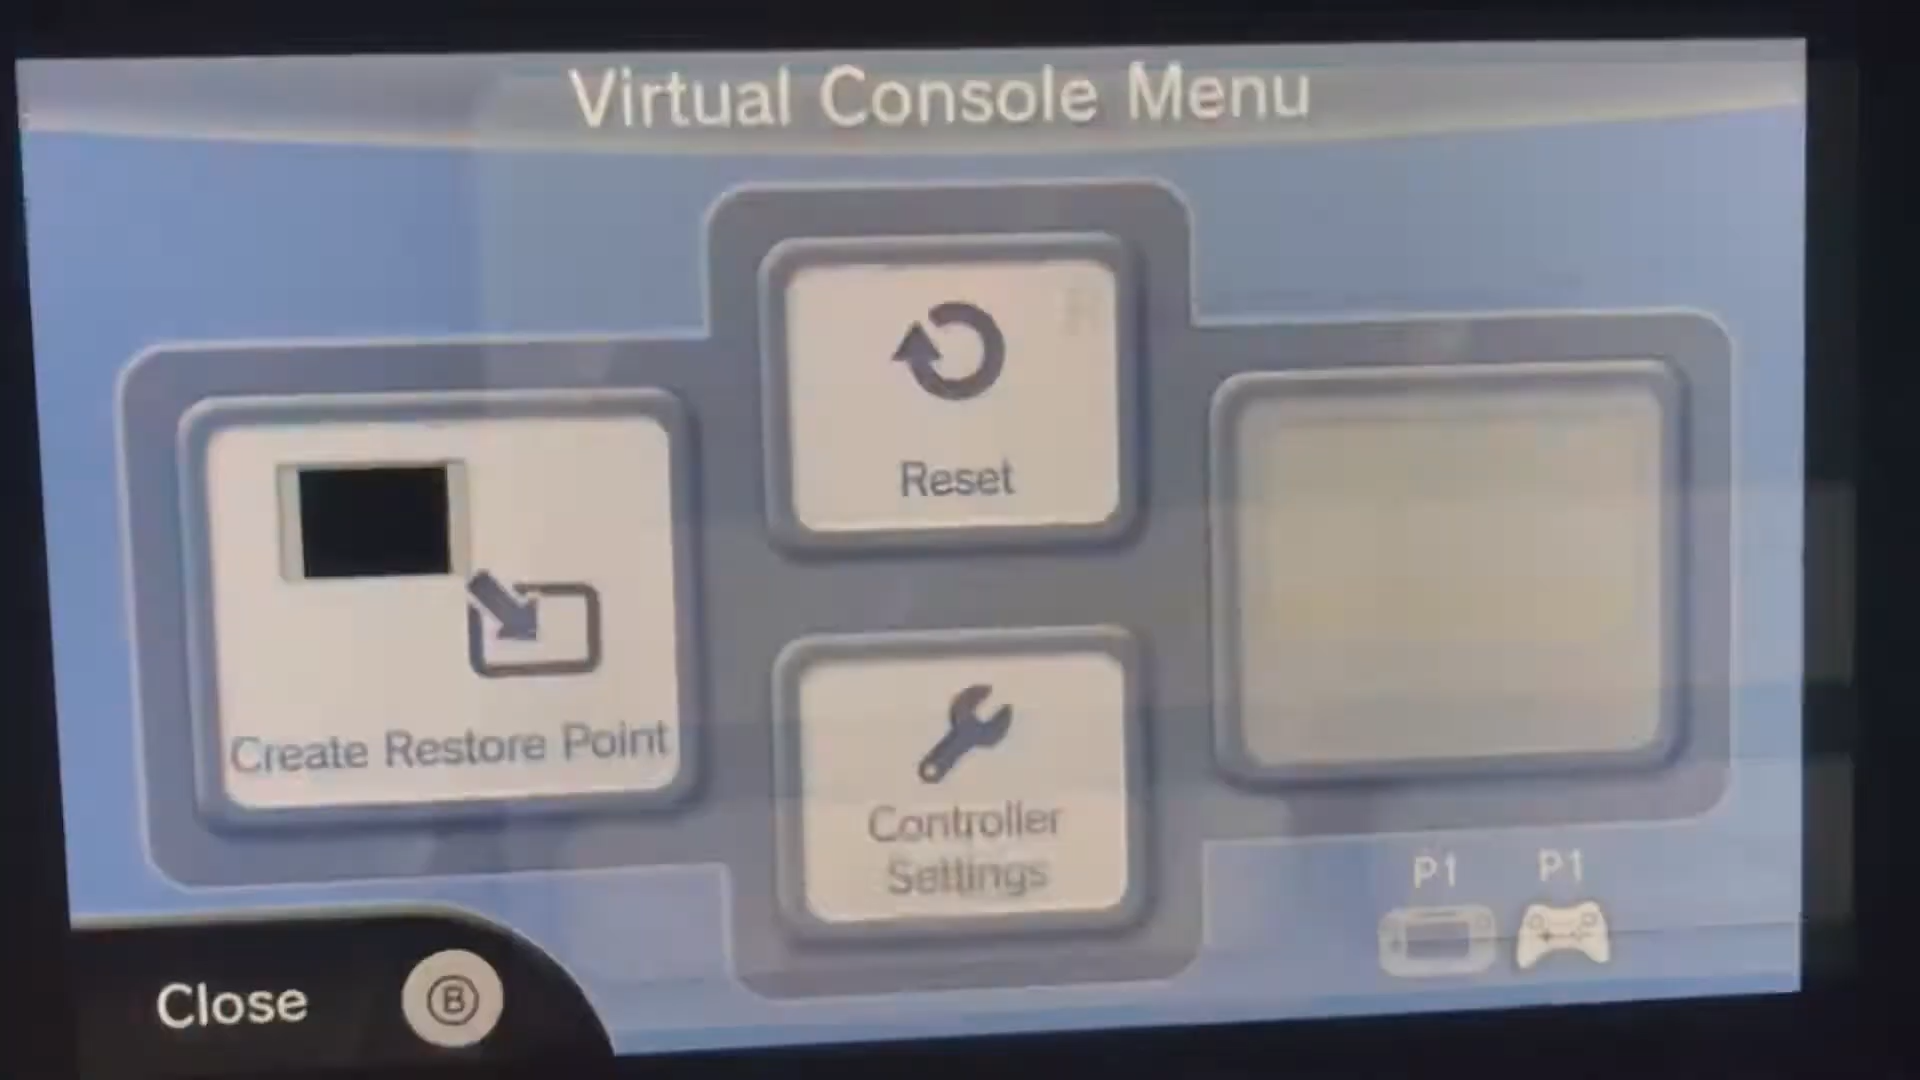 Virtual Console Menu
R
Reset
Create Restore Point
Controller
Settings
P1 P1
Close B